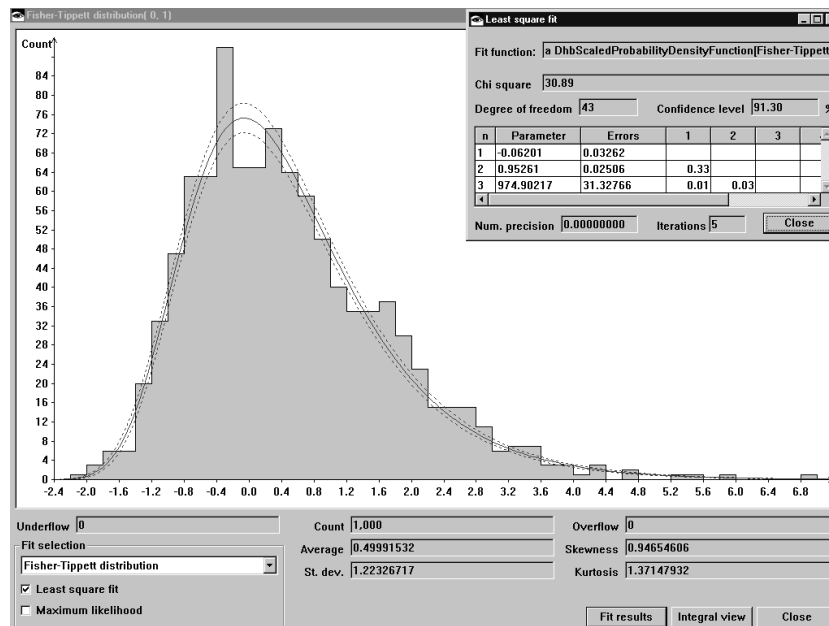 Fisher-Tippett distribution( 0, 1)
Count
84
80
76
72
68
64
60
56
52
48
44
40
36
32
28
24
20
16
12
8
4
0
-2.4 -2.0 -1.6 -1.2 -0.8 -0.4 0.0 0.4 0.8 1.2 1.6 2.0 2.4 2.8 3.2 3.6 4.0 4.4 4.8 5.2 5.6 6.0 6.4 6.8
Least square fit
Fit function: a DhbScaledProbabilityDensityFunction[Fisher-Tippett
Chi square 30.89
Degree of freedom 43 Confidence level 91.30 %
n Parameter Errors 1 2 3
1 -0.06201 0.03262
2 0.95261 0.02506 0.33
3 974.90217 31.32766 0.01 0.03
Num. precision 0.00000000 Iterations 5 Close
Underflow 0 Count 1,000 Overflow 0
Fit selection Average 0.49991532 Skewness 0.94654606
Fisher-Tippett distribution St. dev. 1.22326717 Kurtosis 1.37147932
Least square fit
Maximum likelihood
Fit results Integral view Close